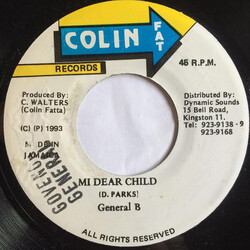 COLIN
FAT
RECORDS
45 R.P.M.
Produced By:
C. WALTERS
(Colin Fatta)
(C) (P) 1993
JAMAICA
Distributed By:
Dynamic Sounds
15 Bell Road,
Kingston 11.
Tel: 923-9138-9
923-9168
MI DEAR CHILD
(D. PARKS)
General B
ALL RIGHTS RESERVED